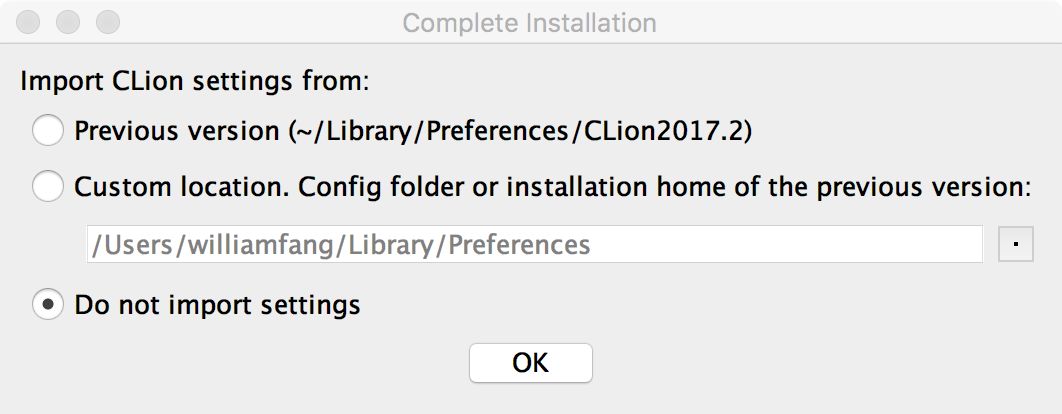 Complete Installation
Import CLion settings from:
Previous version (~/Library/Preferences/CLion2017.2)
Custom location. Config folder or installation home of the previous version:
/Users/williamfang/Library/Preferences
Do not import settings
OK